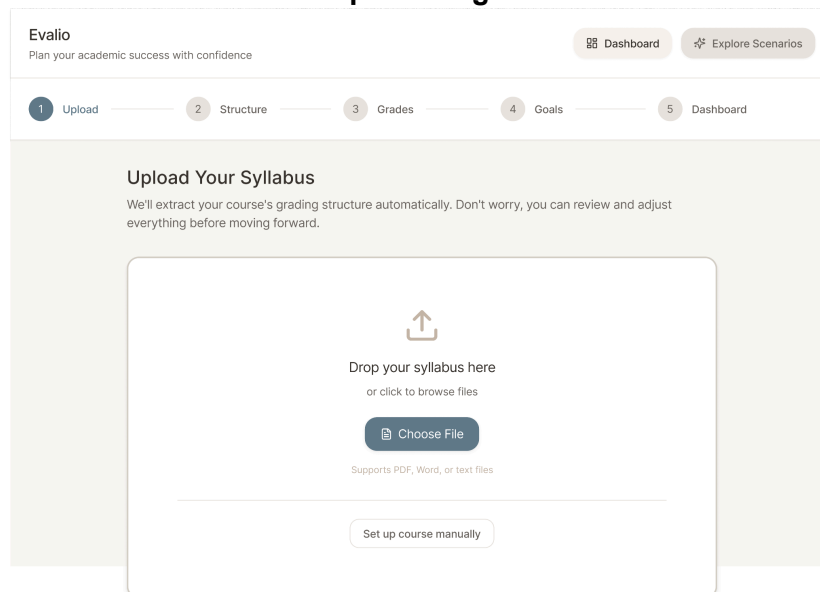 Evalio
Plan your academic success with confidence
Dashboard
Explore Scenarios
1 Upload
2 Structure
3 Grades
4 Goals
5 Dashboard
Upload Your Syllabus
We'll extract your course's grading structure automatically. Don't worry, you can review and adjust
everything before moving forward.
Drop your syllabus here
or click to browse files
Choose File
Supports PDF, Word, or text files
Set up course manually